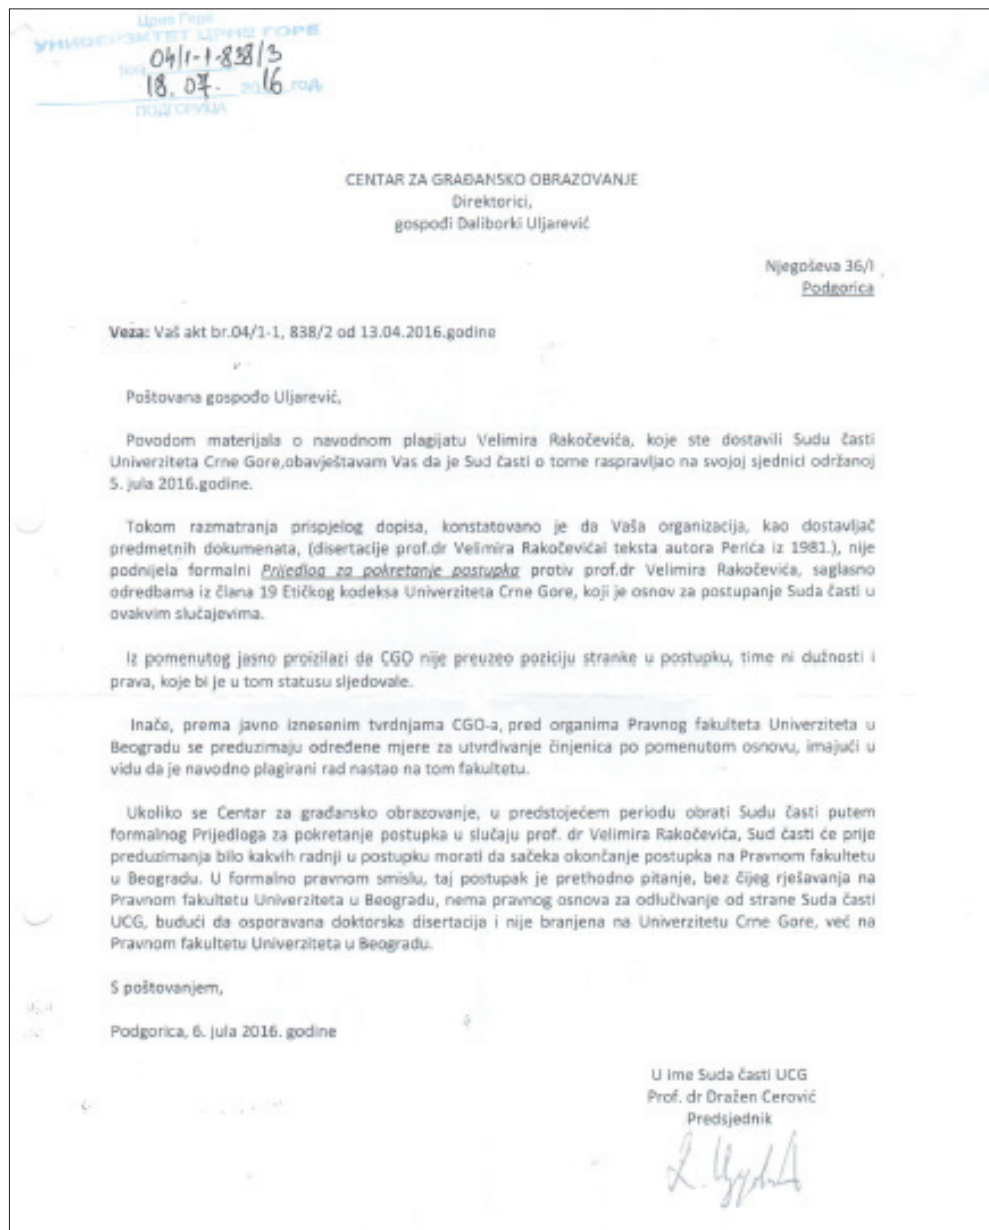 Црне Горе
УНИВЕРЗИТЕТ ЦРНЕ ГОРЕ
04/1-1-838/3
18. 07. 2016 год.
ПОДГОРИЦА
CENTAR ZA GRAĐANSKO OBRAZOVANJE
Direktorici,
gospođi Daliborki Uljarević
Njegoševa 36/I
Podgorica
Veza: Vaš akt br.04/1-1, 838/2 od 13.04.2016.godine
Poštovana gospođo Uljarević,
Povodom materijala o navodnom plagijatu Velimira Rakočevića, koje ste dostavili Sudu časti
Univerziteta Crne Gore,obavještavam Vas da je Sud časti o tome raspravljao na svojoj sjednici održanoj
5. jula 2016.godine.
Tokom razmatranja prispjelog dopisa, konstatovano je da Vaša organizacija, kao dostavljač
predmetnih dokumenata, (disertacije prof.dr Velimira Rakočevićai teksta autora Perića iz 1981.), nije
podnijela formalni Prijedlog za pokretanje postupka protiv prof.dr Velimira Rakočevića, saglasno
odredbama iz člana 19 Etičkog kodeksa Univerziteta Crne Gore, koji je osnov za postupanje Suda časti u
ovakvim slučajevima.
Iz pomenutog jasno proizilazi da CGO nije preuzeo poziciju stranke u postupku, time ni dužnosti i
prava, koje bi je u tom statusu sljedovale.
Inače, prema javno iznesenim tvrdnjama CGO-a, pred organima Pravnog fakulteta Univerziteta u
Beogradu se preduzimaju određene mjere za utvrđivanje činjenica po pomenutom osnovu, imajući u
vidu da je navodno plagirani rad nastao na tom fakultetu.
Ukoliko se Centar za građansko obrazovanje, u predstojećem periodu obrati Sudu časti putem
formalnog Prijedloga za pokretanje postupka u slučaju prof. dr Velimira Rakočevića, Sud časti će prije
preduzimanja bilo kakvih radnji u postupku morati da sačeka okončanje postupka na Pravnom fakultetu
u Beogradu. U formalno pravnom smislu, taj postupak je prethodno pitanje, bez čijeg rješavanja na
Pravnom fakultetu Univerziteta u Beogradu, nema pravnog osnova za odlučivanje od strane Suda časti
UCG, budući da osporavana doktorska disertacija i nije branjena na Univerzitetu Crne Gore, već na
Pravnom fakultetu Univerziteta u Beogradu.
S poštovanjem,
Podgorica, 6. jula 2016. godine
U ime Suda časti UCG
Prof. dr Dražen Cerović
Predsjednik